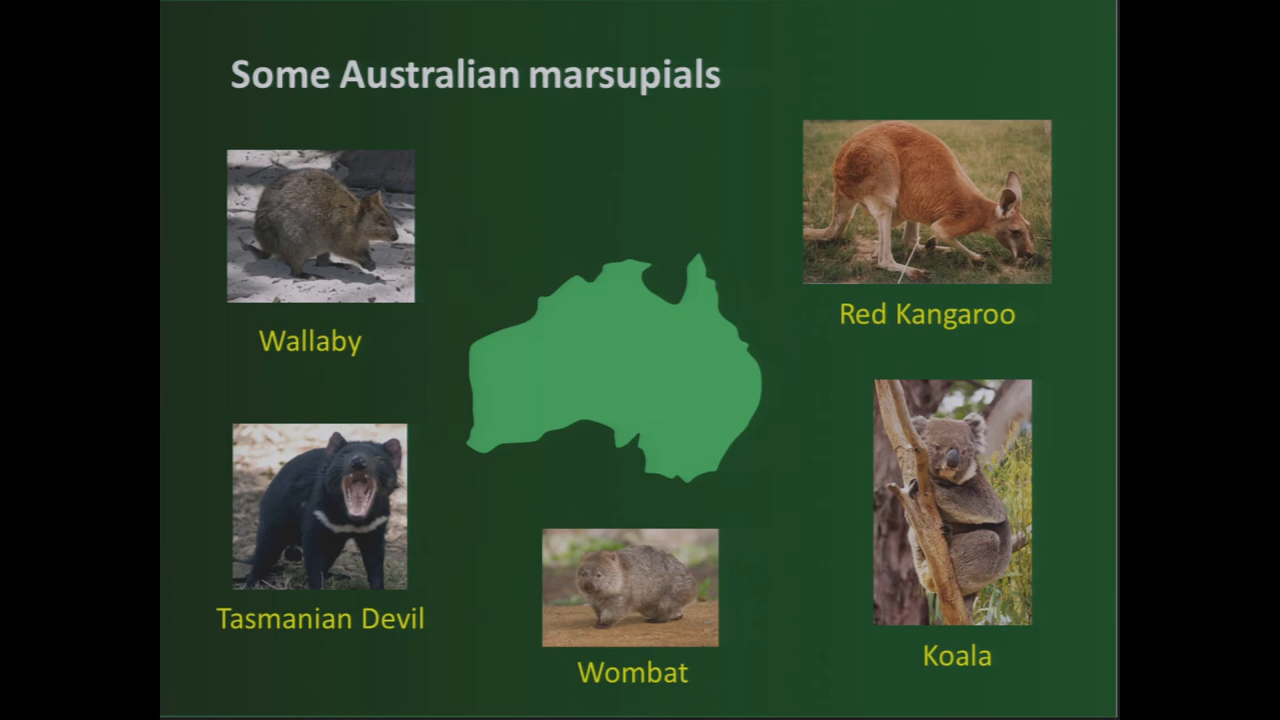 Some Australian marsupials
Wallaby
Red Kangaroo
Tasmanian Devil
Wombat
Koala